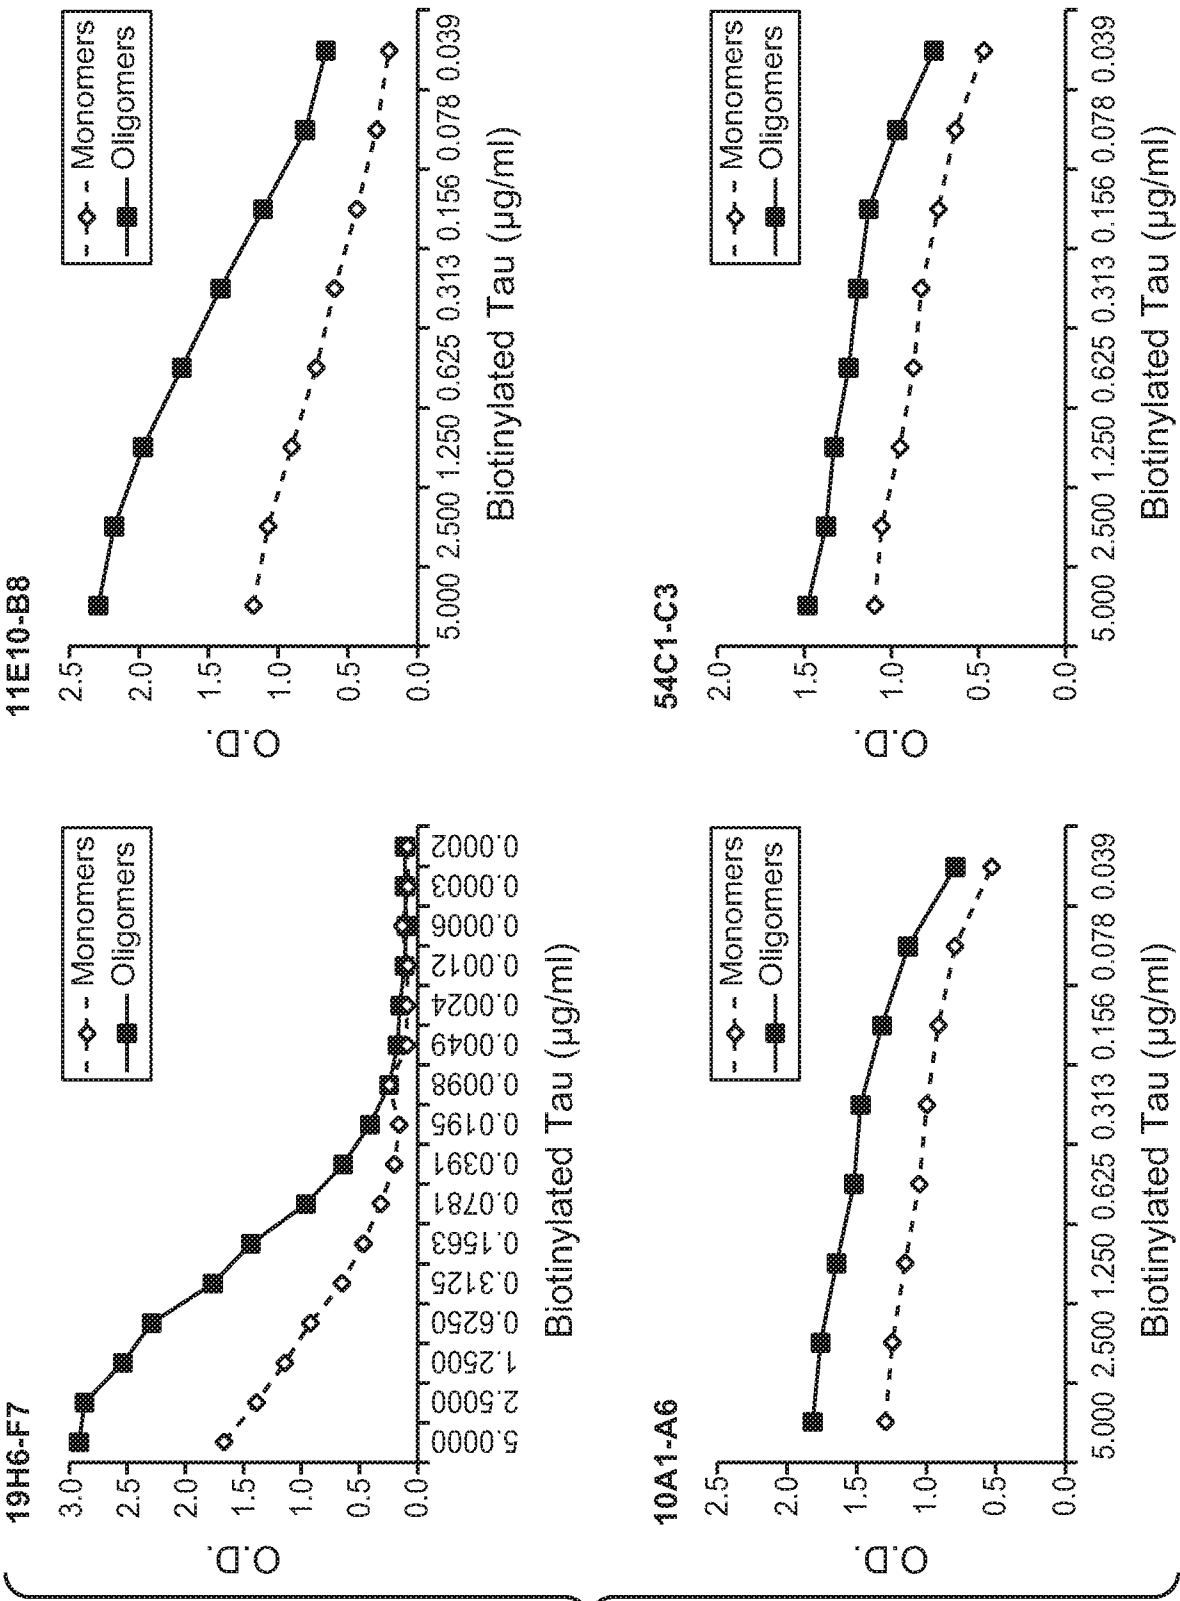 19H6-F7
O.D.
3.0
2.5
2.0
1.5
1.0
0.5
0.0
Monomers
Oligomers
5.0000 2.5000 1.2500 0.6250 0.3125 0.1563 0.0781 0.0391 0.0195 0.0098 0.0049 0.0024 0.0012 0.0006 0.0003 0.0002
Biotinylated Tau (µg/ml)
11E10-B8
O.D.
2.5
2.0
1.5
1.0
0.5
0.0
Monomers
Oligomers
5.000 2.500 1.250 0.625 0.313 0.156 0.078 0.039
Biotinylated Tau (µg/ml)
10A1-A6
O.D.
2.5
2.0
1.5
1.0
0.5
0.0
Monomers
Oligomers
5.000 2.500 1.250 0.625 0.313 0.156 0.078 0.039
Biotinylated Tau (µg/ml)
54C1-C3
O.D.
2.0
1.5
1.0
0.5
0.0
Monomers
Oligomers
5.000 2.500 1.250 0.625 0.313 0.156 0.078 0.039
Biotinylated Tau (µg/ml)